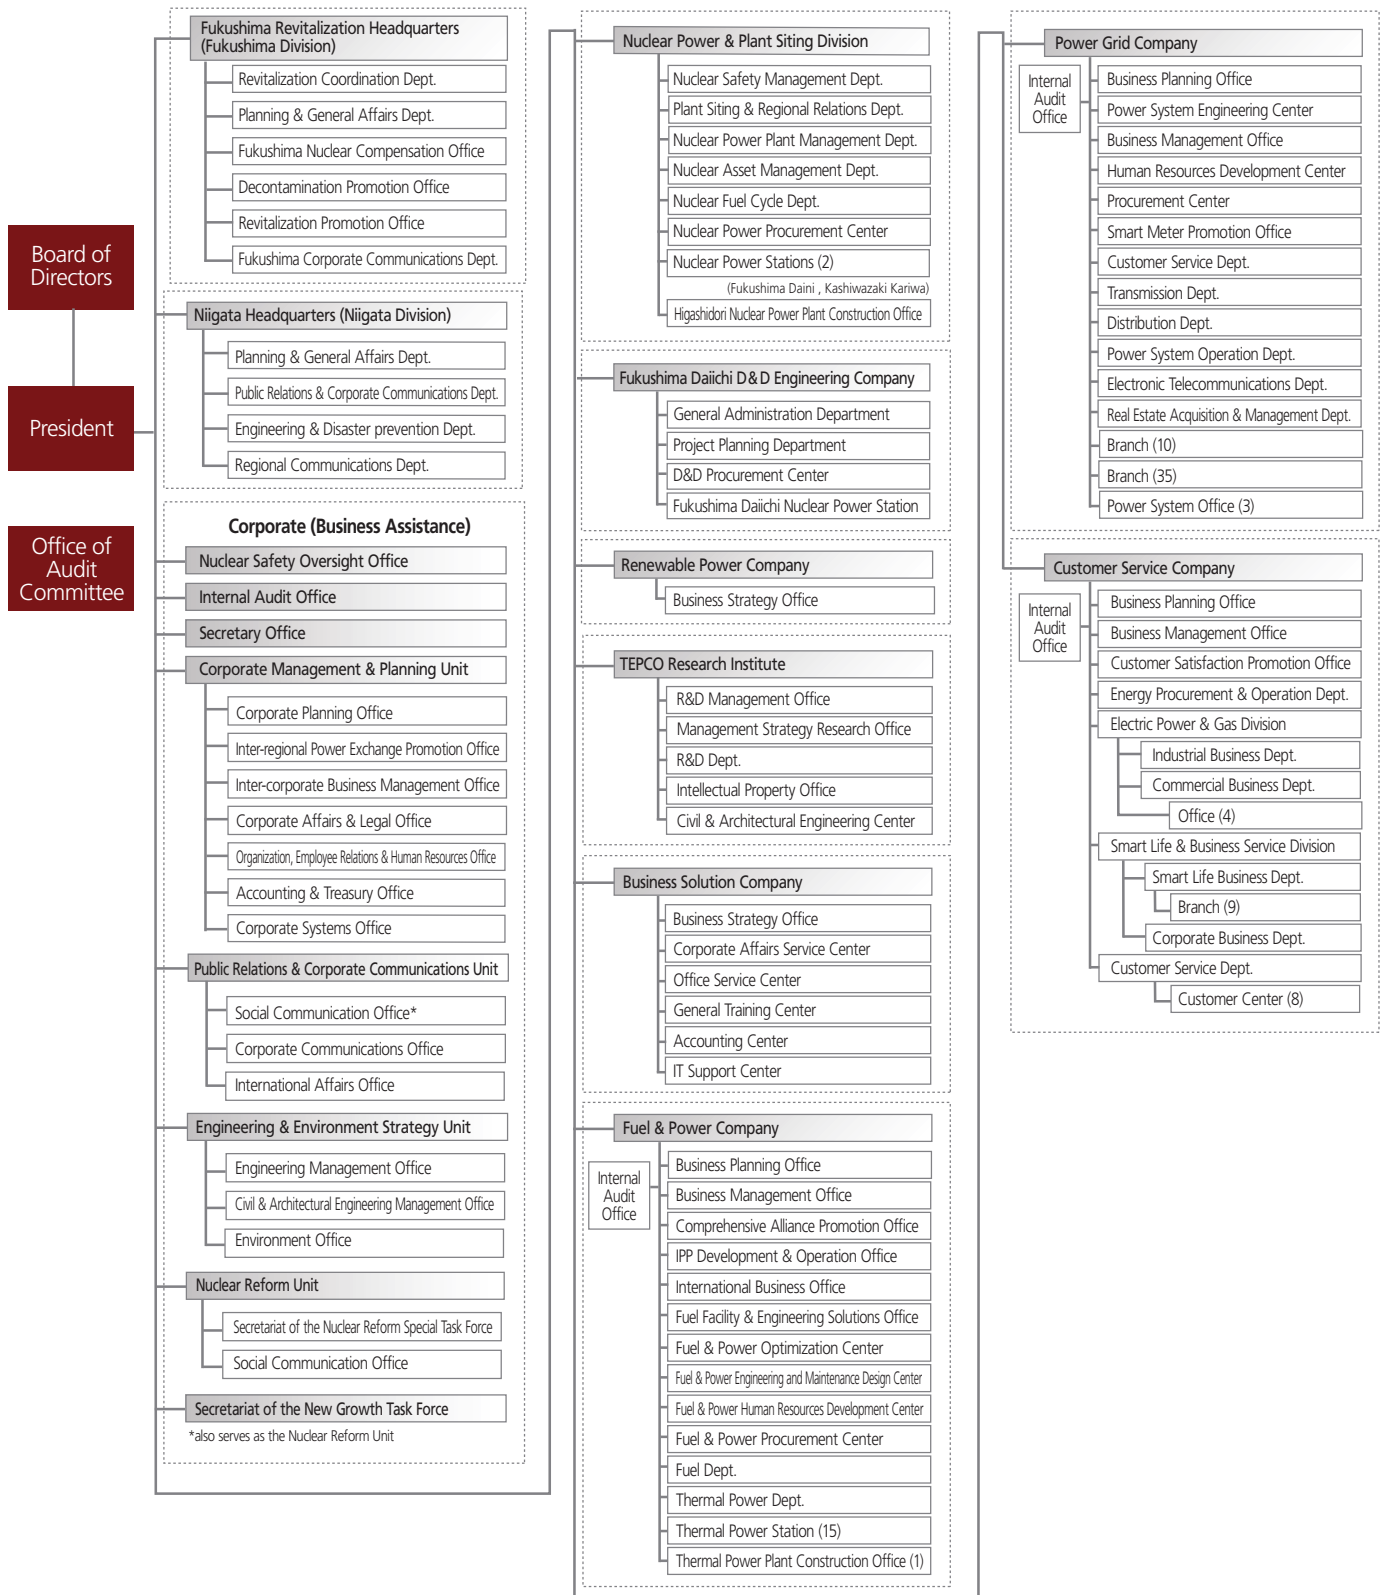 Board of
Directors
President
Office of
Audit
Committee
Fukushima Revitalization Headquarters
(Fukushima Division)
Revitalization Coordination Dept.
Planning & General Affairs Dept.
Fukushima Nuclear Compensation Office
Decontamination Promotion Office
Revitalization Promotion Office
Fukushima Corporate Communications Dept.
Niigata Headquarters (Niigata Division)
Planning & General Affairs Dept.
Public Relations & Corporate Communications Dept.
Engineering & Disaster prevention Dept.
Regional Communications Dept.
Corporate (Business Assistance)
Nuclear Safety Oversight Office
Internal Audit Office
Secretary Office
Corporate Management & Planning Unit
Corporate Planning Office
Inter-regional Power Exchange Promotion Office
Inter-corporate Business Management Office
Corporate Affairs & Legal Office
Organization, Employee Relations & Human Resources Office
Accounting & Treasury Office
Corporate Systems Office
Public Relations & Corporate Communications Unit
Social Communication Office*
Corporate Communications Office
International Affairs Office
Engineering & Environment Strategy Unit
Engineering Management Office
Civil & Architectural Engineering Management Office
Environment Office
Nuclear Reform Unit
Secretariat of the Nuclear Reform Special Task Force
Social Communication Office
Secretariat of the New Growth Task Force
*also serves as the Nuclear Reform Unit
Nuclear Power & Plant Siting Division
Nuclear Safety Management Dept.
Plant Siting & Regional Relations Dept.
Nuclear Power Plant Management Dept.
Nuclear Asset Management Dept.
Nuclear Fuel Cycle Dept.
Nuclear Power Procurement Center
Nuclear Power Stations (2)
(Fukushima Daini , Kashiwazaki Kariwa)
Higashidori Nuclear Power Plant Construction Office
Fukushima Daiichi D&D Engineering Company
General Administration Department
Project Planning Department
D&D Procurement Center
Fukushima Daiichi Nuclear Power Station
Renewable Power Company
Business Strategy Office
TEPCO Research Institute
R&D Management Office
Management Strategy Research Office
R&D Dept.
Intellectual Property Office
Civil & Architectural Engineering Center
Business Solution Company
Business Strategy Office
Corporate Affairs Service Center
Office Service Center
General Training Center
Accounting Center
IT Support Center
Fuel & Power Company
Internal
Audit
Office
Business Planning Office
Business Management Office
Comprehensive Alliance Promotion Office
IPP Development & Operation Office
International Business Office
Fuel Facility & Engineering Solutions Office
Fuel & Power Optimization Center
Fuel & Power Engineering and Maintenance Design Center
Fuel & Power Human Resources Development Center
Fuel & Power Procurement Center
Fuel Dept.
Thermal Power Dept.
Thermal Power Station (15)
Thermal Power Plant Construction Office (1)
Power Grid Company
Internal
Audit
Office
Business Planning Office
Power System Engineering Center
Business Management Office
Human Resources Development Center
Procurement Center
Smart Meter Promotion Office
Customer Service Dept.
Transmission Dept.
Distribution Dept.
Power System Operation Dept.
Electronic Telecommunications Dept.
Real Estate Acquisition & Management Dept.
Branch (10)
Branch (35)
Power System Office (3)
Customer Service Company
Internal
Audit
Office
Business Planning Office
Business Management Office
Customer Satisfaction Promotion Office
Energy Procurement & Operation Dept.
Electric Power & Gas Division
Industrial Business Dept.
Commercial Business Dept.
Office (4)
Smart Life & Business Service Division
Smart Life Business Dept.
Branch (9)
Corporate Business Dept.
Customer Service Dept.
Customer Center (8)